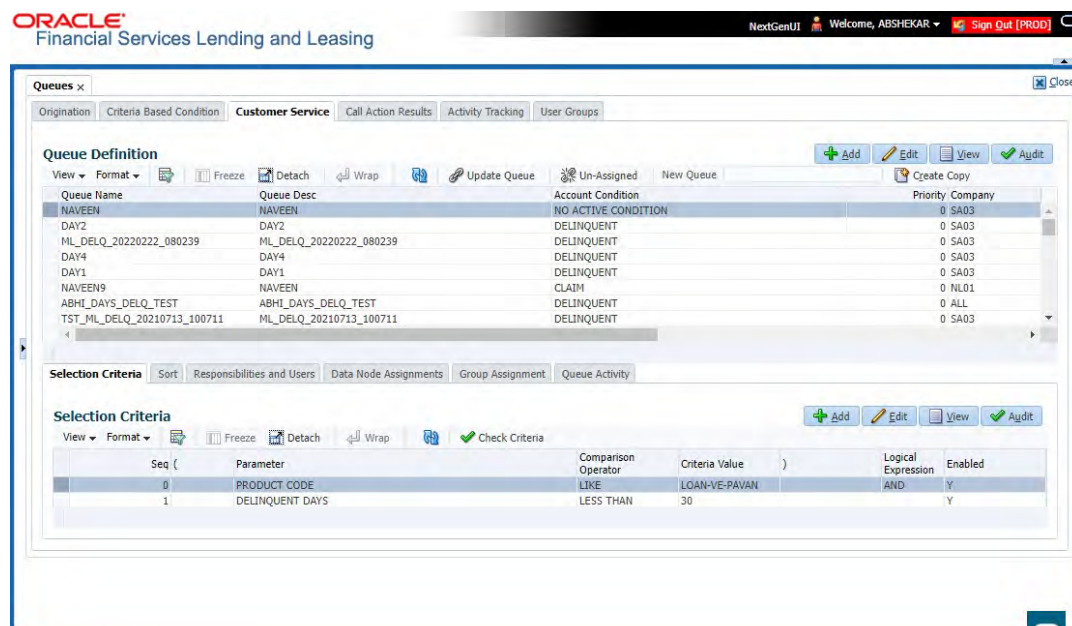 ORACLE
Financial Services Lending and Leasing
NextGenUI Welcome, ABSHEKAR Sign Out [PROD]
Queues x Close
Origination Criteria Based Condition Customer Service Call Action Results Activity Tracking User Groups
Queue Definition Add Edit View Audit
View Format Freeze Detach Wrap Update Queue Un-Assigned New Queue Create Copy
Queue Name Queue Desc Account Condition Priority Company
NAVEEN NAVEEN NO ACTIVE CONDITION 0 SA03
DAY2 DAY2 DELINQUENT 0 SA03
ML_DELQ_20220222_080239 ML_DELQ_20220222_080239 DELINQUENT 0 SA03
DAY4 DAY4 DELINQUENT 0 SA03
DAY1 DAY1 DELINQUENT 0 SA03
NAVEEN9 NAVEEN CLAIM 0 NL01
ABHI_DAYS_DELQ_TEST ABHI_DAYS_DELQ_TEST DELINQUENT 0 ALL
TST_ML_DELQ_20210713_100711 ML_DELQ_20210713_100711 DELINQUENT 0 SA03
Selection Criteria Sort Responsibilities and Users Data Node Assignments Group Assignment Queue Activity
Selection Criteria Add Edit View Audit
View Format Freeze Detach Wrap Check Criteria
Seq ( Parameter Comparison Operator Criteria Value ) Logical Expression Enabled
0 PRODUCT CODE LIKE LOAN-VE-PAVAN AND Y
1 DELINQUENT DAYS LESS THAN 30 Y